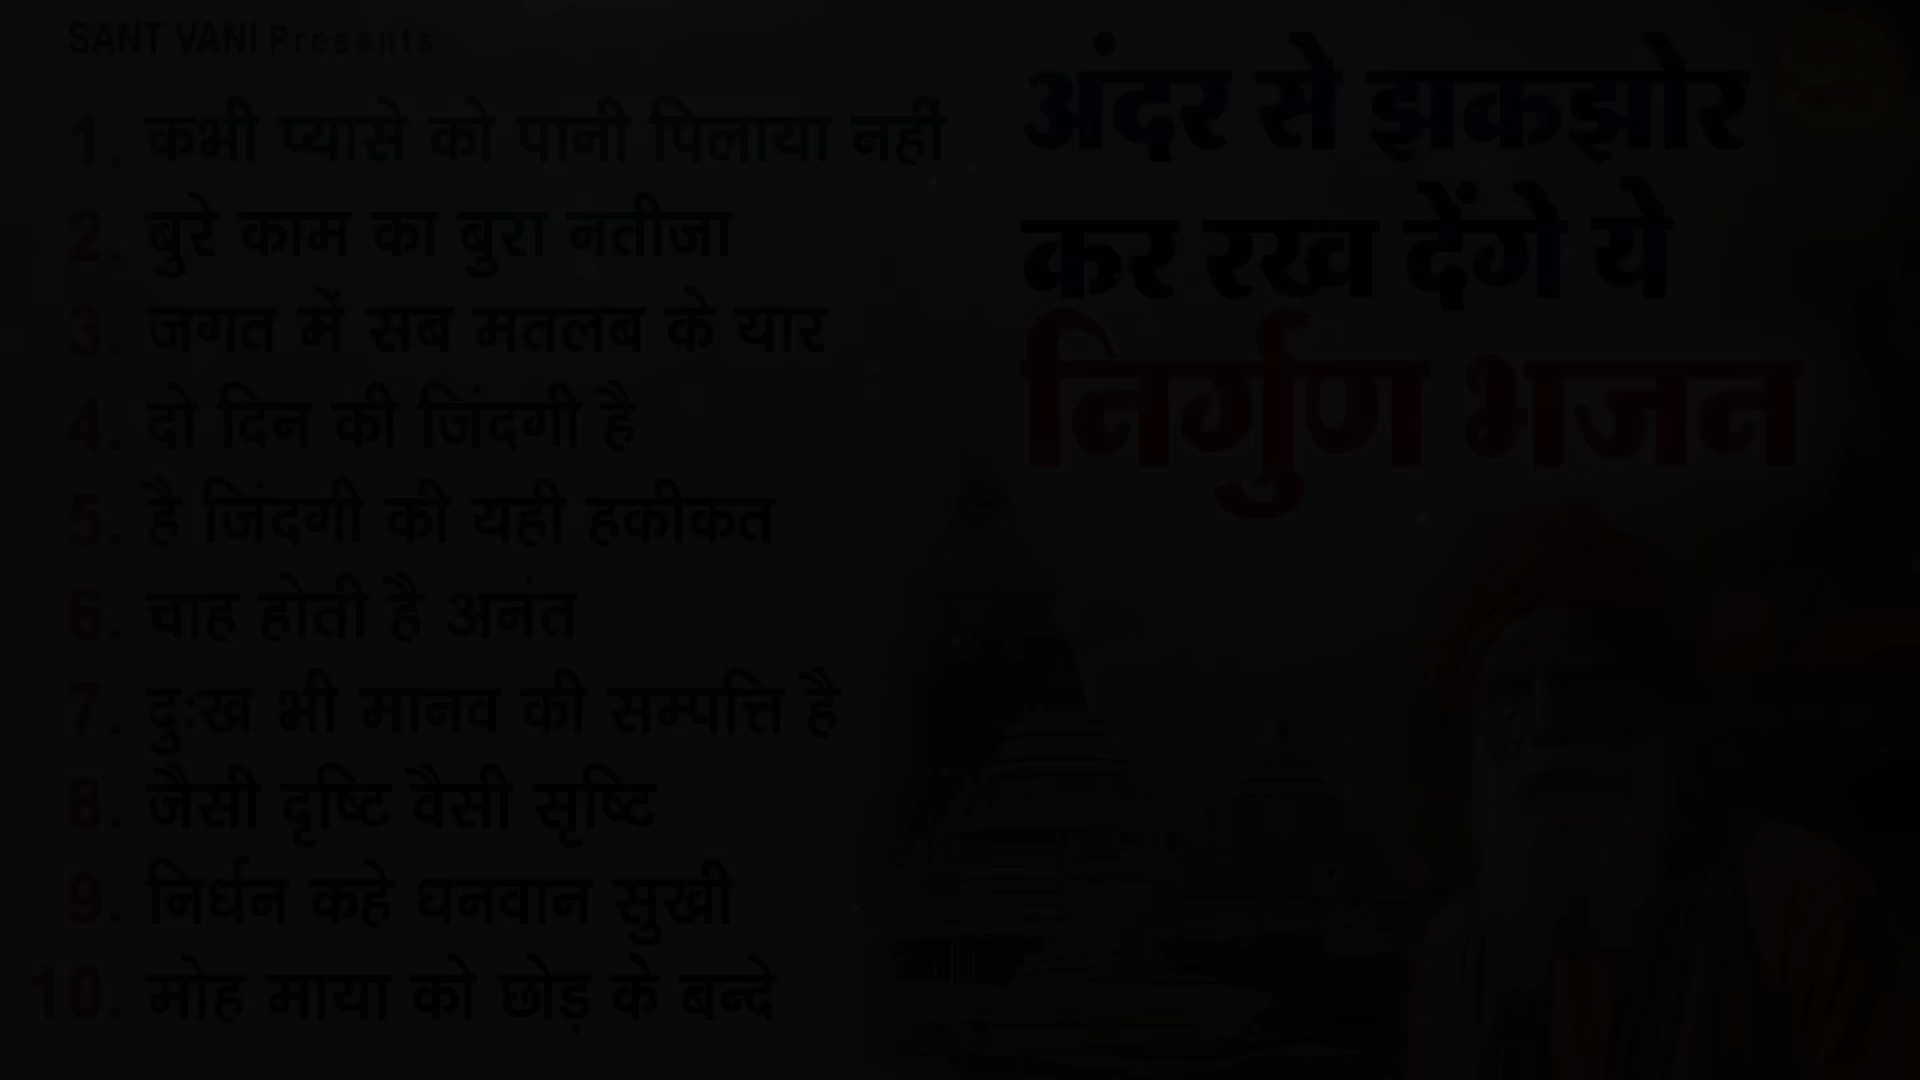 SANT VANI Presents
1. कभी प्यासे को पानी पिलाया नहीं
2. बुरे काम का बुरा नतीजा
3. जगत में सब मतलब के यार
4. दो दिन की जिंदगी है
5. है जिंदगी की यही हकीकत
6. चाह होती है अनंत
7. दुःख भी मानव की सम्पत्ति है
8. जैसी दृष्टि वैसी सृष्टि
9. निर्धन कहे धनवान सुखी
10. मोह माया को छोड़ के बन्दे
अंदर से झकझोर
कर रख देंगे ये
निर्गुण भजन